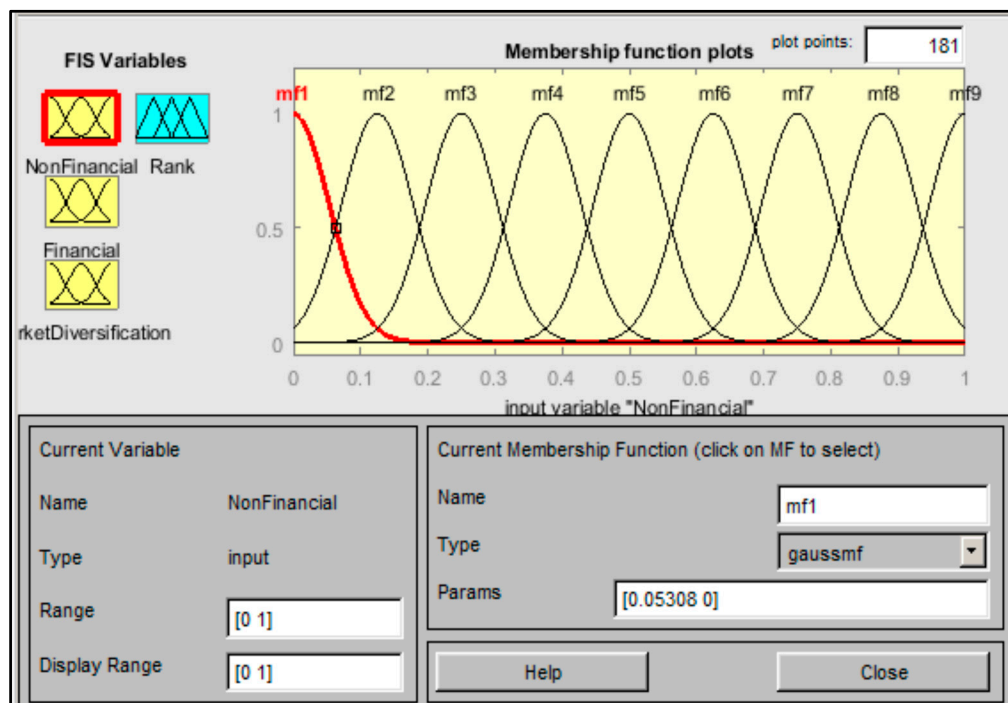 FIS Variables
Membership function plots
plot points:
181
NonFinancial
Rank
Financial
rketDiversification
mf1 mf2 mf3 mf4 mf5 mf6 mf7 mf8 mf9
1
0.5
0
0 0.1 0.2 0.3 0.4 0.5 0.6 0.7 0.8 0.9 1
input variable "NonFinancial"
Current Variable
Name NonFinancial
Type input
Range [0 1]
Display Range [0 1]
Current Membership Function (click on MF to select)
Name mf1
Type gaussmf
Params [0.05308 0]
Help Close